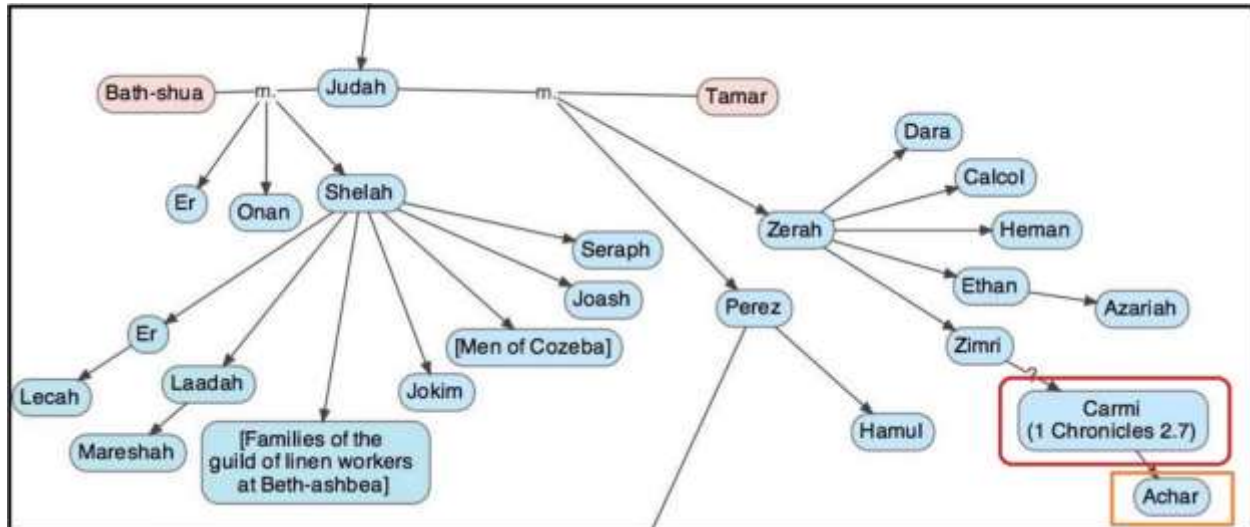 Bath-shua
m.
Judah
m.
Tamar
Dara
Calcol
Er
Onan
Shelah
Zerah
Heman
Seraph
Ethan
Joash
Perez
Azariah
Er
[Men of Cozeba]
Zimri
Lecah
Laadah
Jokim
Carmi
(1 Chronicles 2.7)
Hamul
Mareshah
[Families of the
guild of linen workers
at Beth-ashbea]
Achar